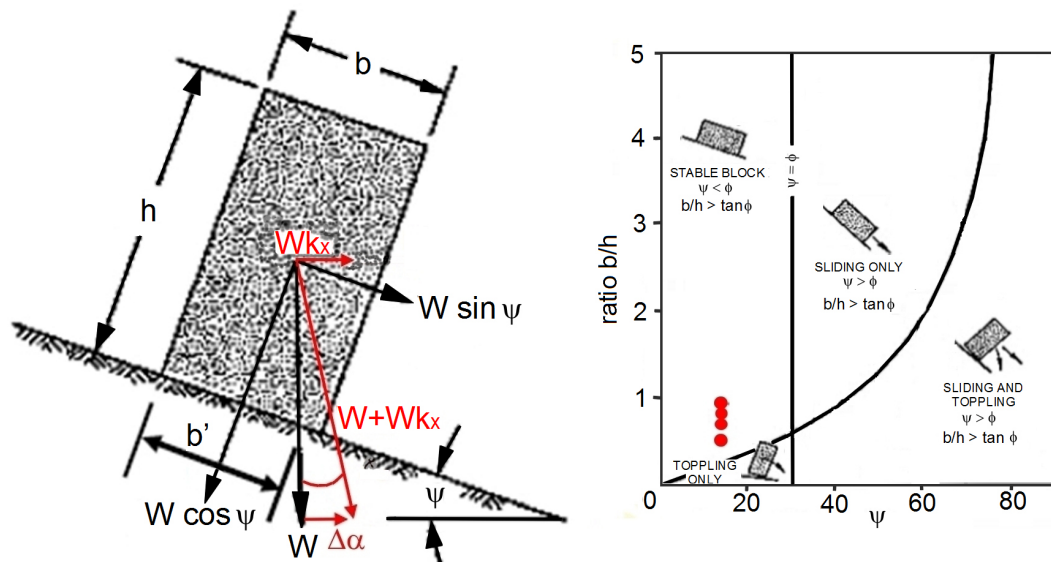 b
h
Wkₓ
W sin ψ
W+Wkₓ
b'
ψ
W cos ψ
W
Δα
5
4
3
2
1
0
20
40
60
80
ratio b/h
ψ
STABLE BLOCK
ψ < ϕ
b/h > tanϕ
ψ = ϕ
SLIDING ONLY
ψ > ϕ
b/h > tanϕ
SLIDING AND
TOPPLING
ψ > ϕ
b/h > tan ϕ
TOPPLING
ONLY